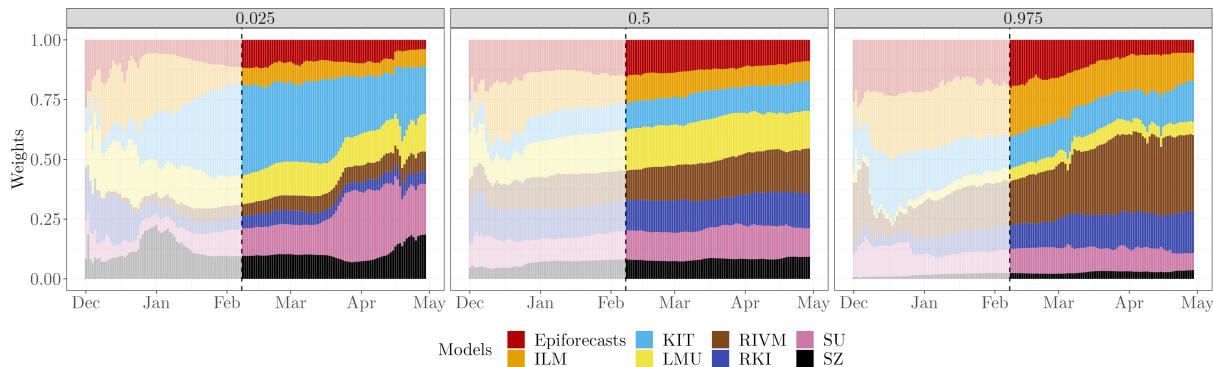 0.025 0.5 0.975
1.00
0.75
0.50
0.25
0.00
Weights
Dec Jan Feb Mar Apr May Dec Jan Feb Mar Apr May Dec Jan Feb Mar Apr May
Models
Epiforecasts KIT RIVM SU
ILM LMU RKI SZ